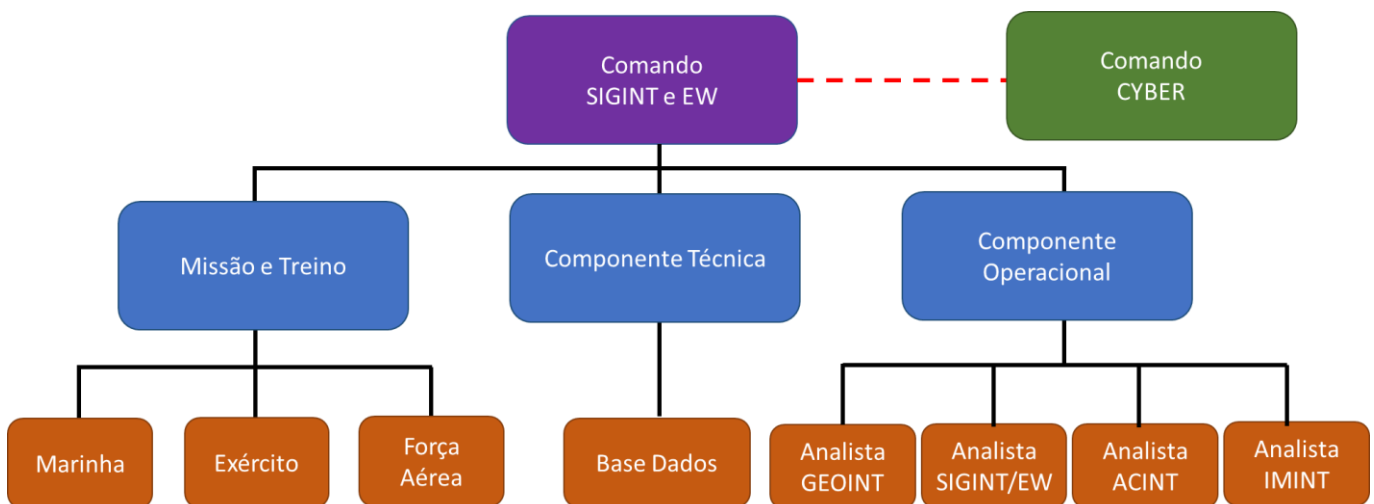 Comando
SIGINT e EW
Comando
CYBER
Missão e Treino
Componente Técnica
Componente
Operacional
Marinha
Exército
Força
Aérea
Base Dados
Analista
GEOINT
Analista
SIGINT/EW
Analista
ACINT
Analista
IMINT